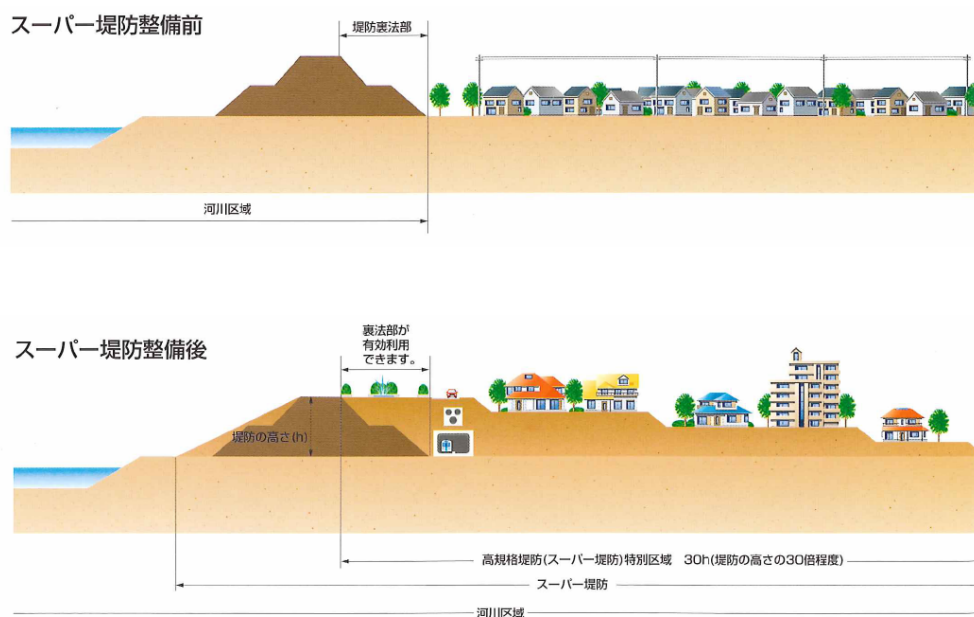 スーパー堤防整備前
堤防裏法部
河川区域
スーパー堤防整備後
裏法部が
有効利用
できます。
堤防の高さ(h)
高規格堤防(スーパー堤防)特別区域　30h(堤防の高さの30倍程度)
スーパー堤防
河川区域